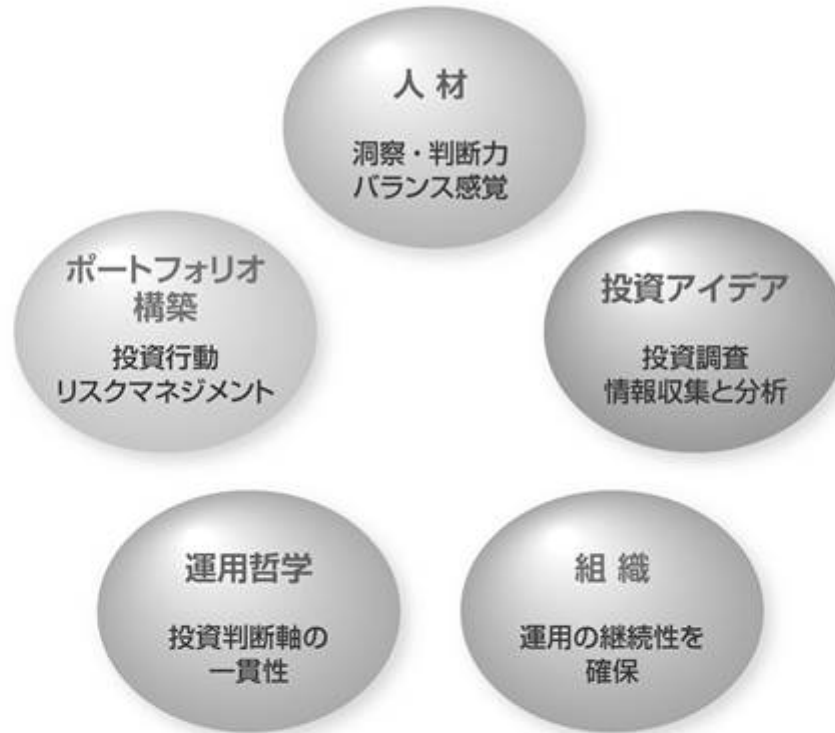 人材
洞察・判断力
バランス感覚
ポートフォリオ
構築
投資行動
リスクマネジメント
投資アイデア
投資調査
情報収集と分析
運用哲学
投資判断軸の
一貫性
組織
運用の継続性を
確保